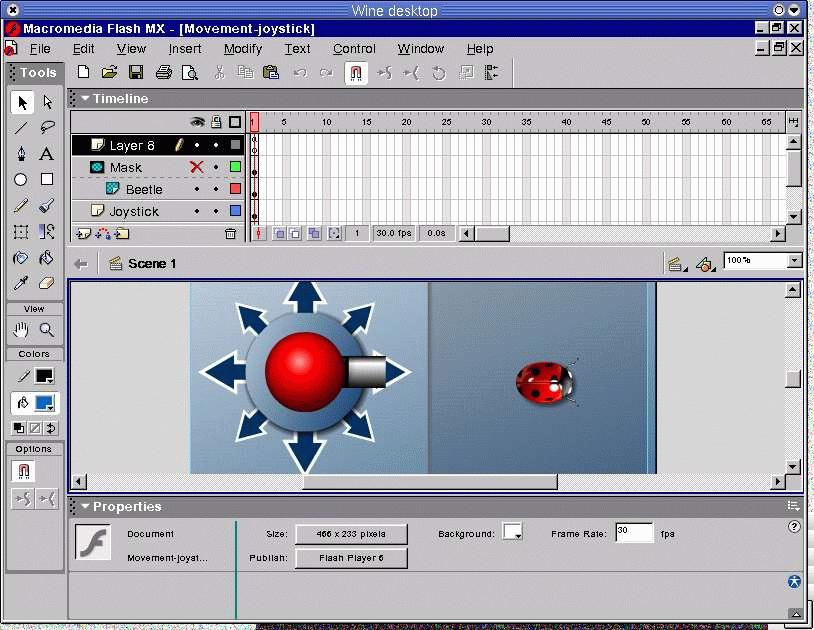 Wine desktop
Macromedia Flash MX - [Movement-joystick]
File Edit View Insert Modify Text Control Window Help
Tools
Timeline
1 5 10 15 20 25 30 35 40 45 50 55 60 65
Layer 8
Mask
Beetle
Joystick
1 30.0 fps 0.0s
Scene 1
100%
View
Colors
Options
Properties
Document Size: 466 x 233 pixels Background: Frame Rate: 30 fps
Movement-joyst... Publish: Flash Player 6